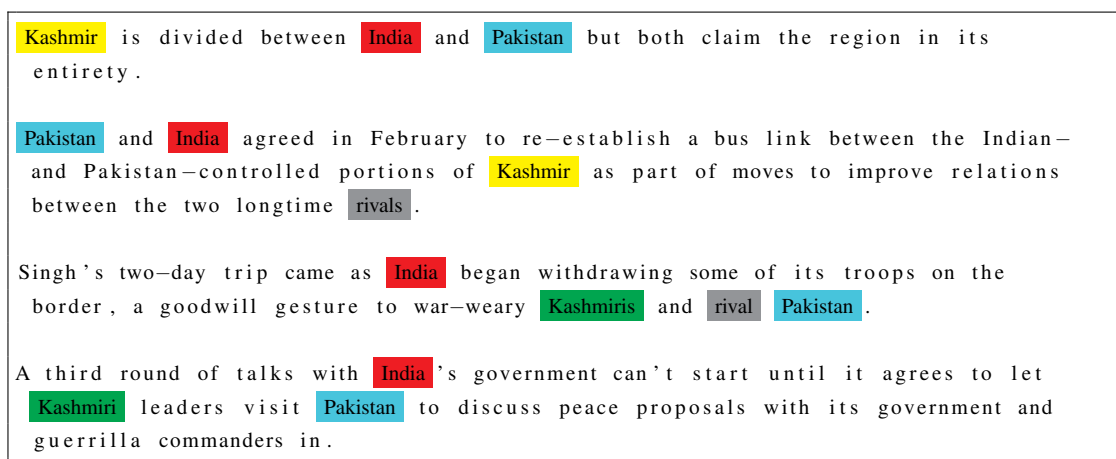 Kashmir is divided between India and Pakistan but both claim the region in its
entirety.
Pakistan and India agreed in February to re–establish a bus link between the Indian–
and Pakistan–controlled portions of Kashmir as part of moves to improve relations
between the two longtime rivals.
Singh's two–day trip came as India began withdrawing some of its troops on the
border, a goodwill gesture to war–weary Kashmiris and rival Pakistan.
A third round of talks with India's government can't start until it agrees to let
Kashmiri leaders visit Pakistan to discuss peace proposals with its government and
guerrilla commanders in.